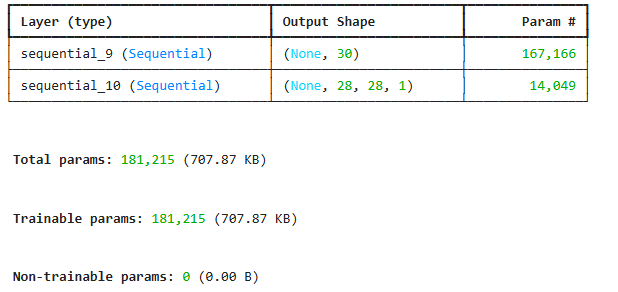 Layer (type) Output Shape Param #
sequential_9 (Sequential) (None, 30) 167,166
sequential_10 (Sequential) (None, 28, 28, 1) 14,049
Total params: 181,215 (707.87 KB)
Trainable params: 181,215 (707.87 KB)
Non-trainable params: 0 (0.00 B)